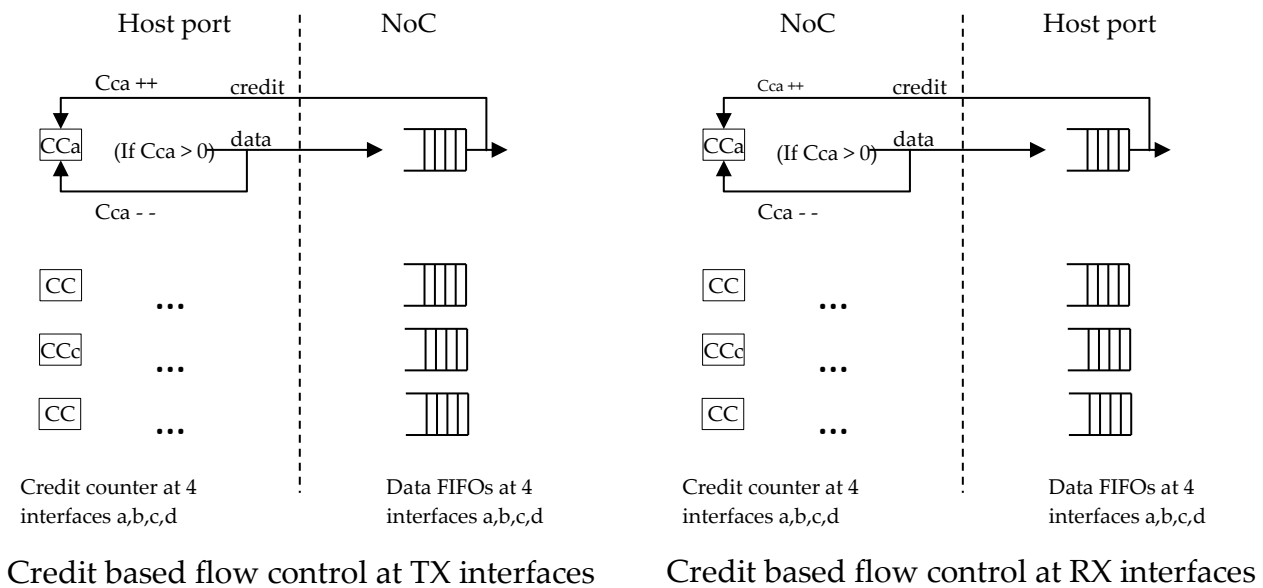 Host port
NoC
Cca ++
credit
CCa
(If Cca > 0)
data
Cca - -
CC
...
CCc
...
CC
...
Credit counter at 4
interfaces a,b,c,d
Data FIFOs at 4
interfaces a,b,c,d
Credit based flow control at TX interfaces
NoC
Host port
Cca ++
credit
CCa
(If Cca > 0)
data
Cca - -
CC
...
CCc
...
CC
...
Credit counter at 4
interfaces a,b,c,d
Data FIFOs at 4
interfaces a,b,c,d
Credit based flow control at RX interfaces